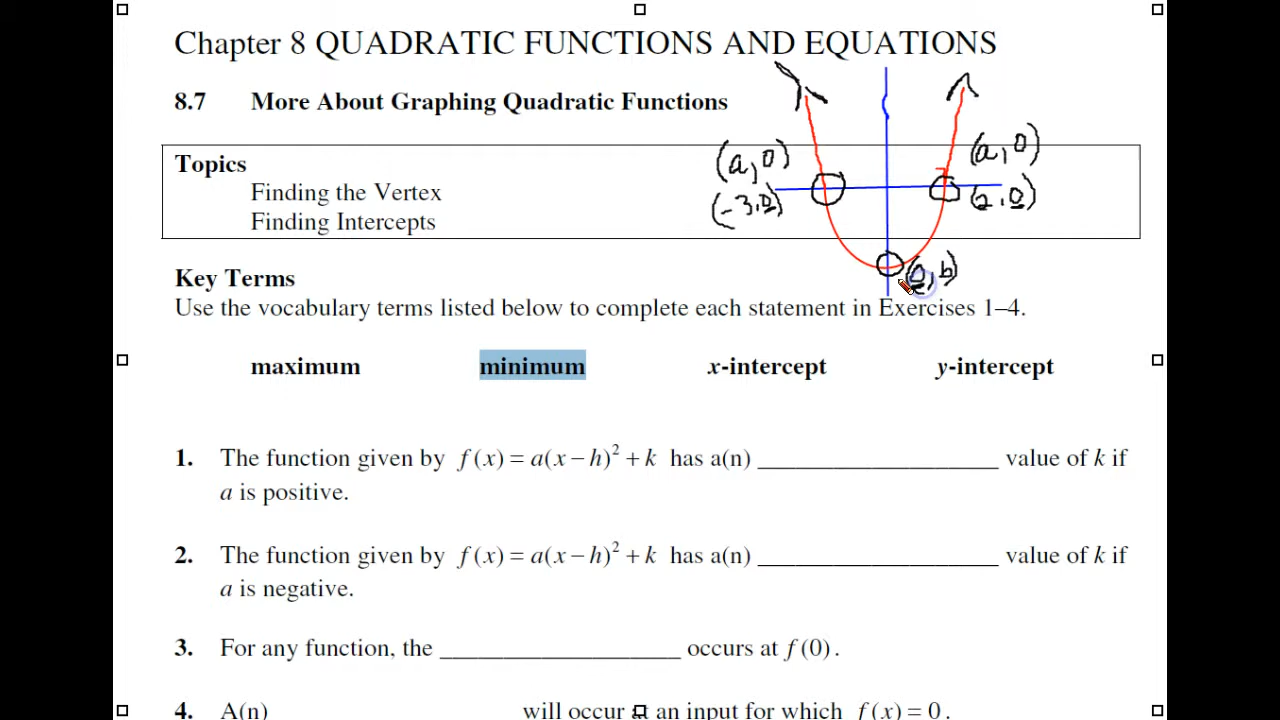 Chapter 8 QUADRATIC FUNCTIONS AND EQUATIONS
8.7 More About Graphing Quadratic Functions
Topics
Finding the Vertex
Finding Intercepts
(a, 0)
(-3, 0)
(a, 0)
(2, 0)
(0, b)
Key Terms
Use the vocabulary terms listed below to complete each statement in Exercises 1–4.
maximum minimum x-intercept y-intercept
1. The function given by f(x) = a(x − h)² + k has a(n) ____________________ value of k if
a is positive.
2. The function given by f(x) = a(x − h)² + k has a(n) ____________________ value of k if
a is negative.
3. For any function, the ____________________ occurs at f(0).
4. A(n) ____________________ will occur at an input for which f(x) = 0.